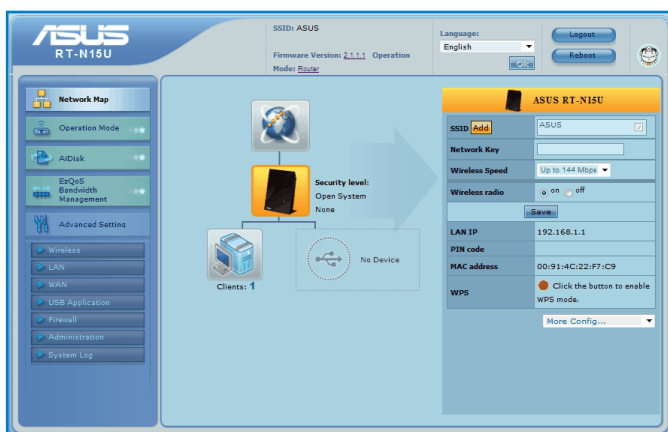 ASUS
RT-N15U
SSID: ASUS
Firmware Version: 2.1.1.1 Operation
Mode: Router
Language:
English
OK
Logout
Reboot
Network Map
Operation Mode
AiDisk
EzQoS
Bandwidth
Management
Advanced Setting
Wireless
LAN
WAN
USB Application
Firewall
Administration
System Log
Security level:
Open System
None
Clients: 1
No Device
ASUS RT-N15U
SSID Add ASUS
Network Key
Wireless Speed Up to 144 Mbps
Wireless radio on off
Save
LAN IP 192.168.1.1
PIN code
MAC address 00:91:4C:22:F7:C9
WPS Click the button to enable
WPS mode.
More Config...